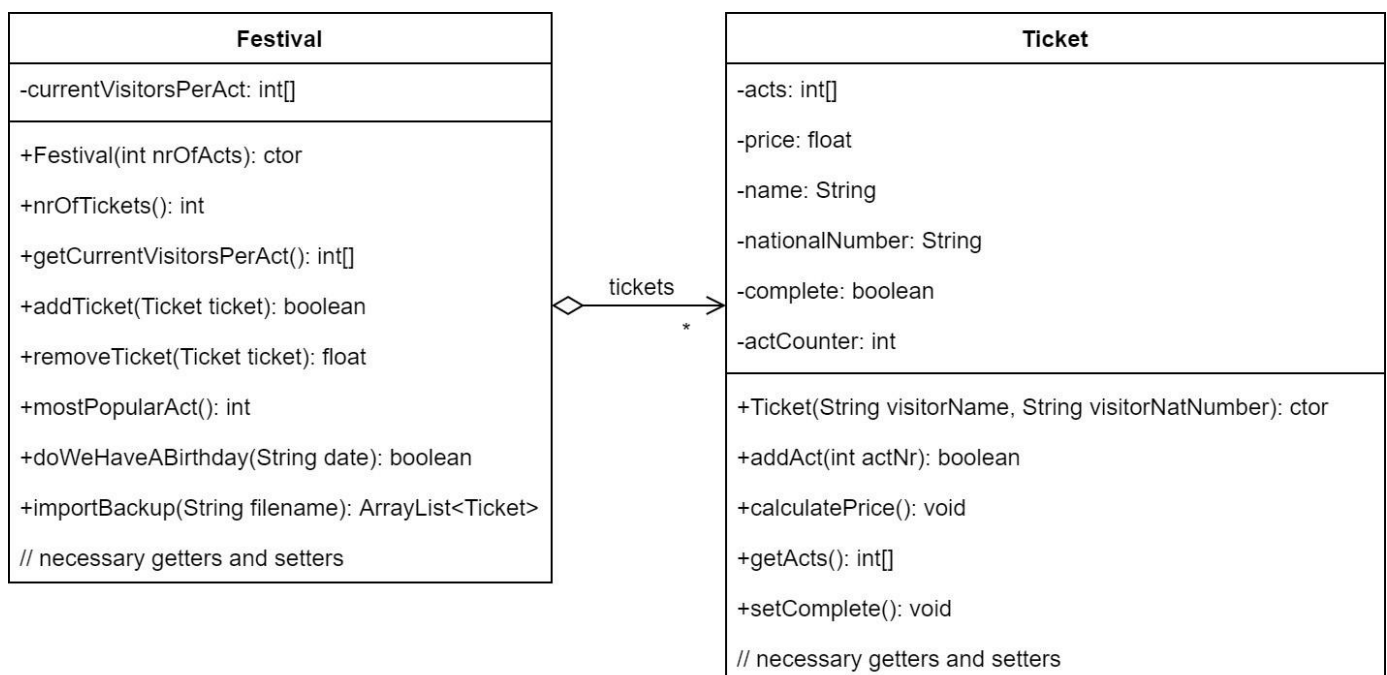 Festival
-currentVisitorsPerAct: int[]
+Festival(int nrOfActs): ctor
+nrOfTickets(): int
+getCurrentVisitorsPerAct(): int[]
+addTicket(Ticket ticket): boolean
+removeTicket(Ticket ticket): float
+mostPopularAct(): int
+doWeHaveABirthday(String date): boolean
+importBackup(String filename): ArrayList<Ticket>
// necessary getters and setters
tickets
*
Ticket
-acts: int[]
-price: float
-name: String
-nationalNumber: String
-complete: boolean
-actCounter: int
+Ticket(String visitorName, String visitorNatNumber): ctor
+addAct(int actNr): boolean
+calculatePrice(): void
+getActs(): int[]
+setComplete(): void
// necessary getters and setters